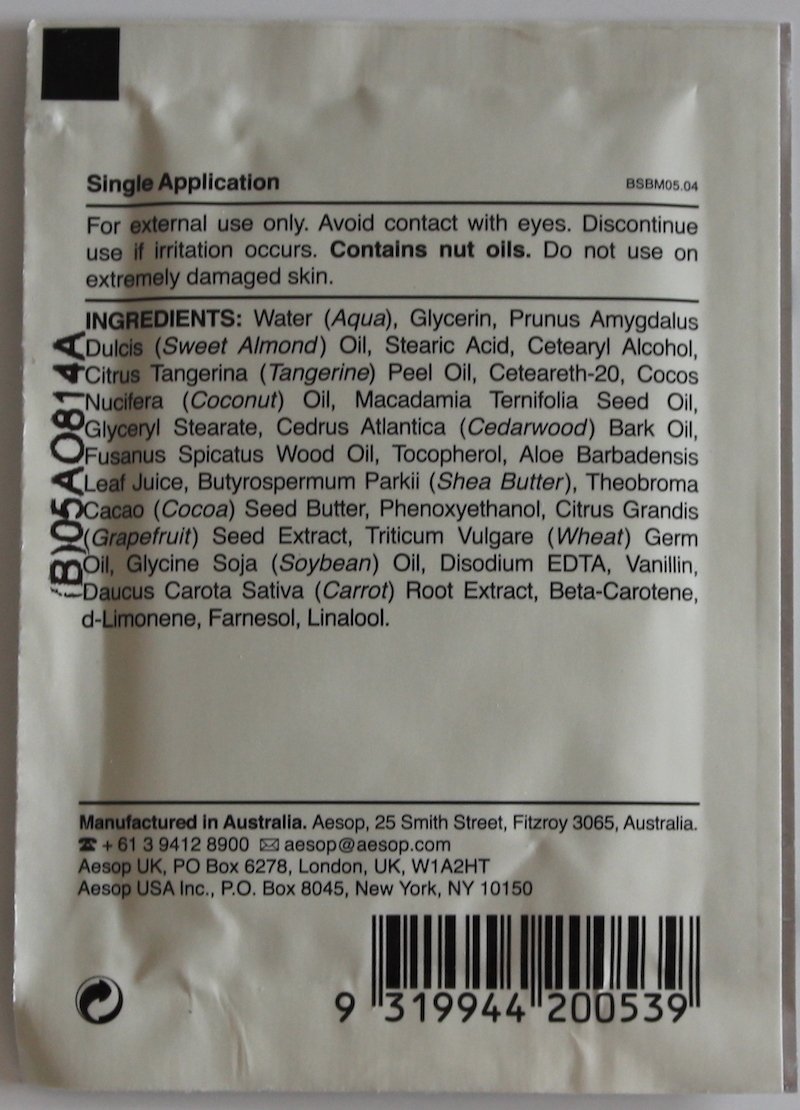 Single Application
BSBM05.04
For external use only. Avoid contact with eyes. Discontinue
use if irritation occurs. Contains nut oils. Do not use on
extremely damaged skin.
INGREDIENTS: Water (Aqua), Glycerin, Prunus Amygdalus
Dulcis (Sweet Almond) Oil, Stearic Acid, Cetearyl Alcohol,
Citrus Tangerina (Tangerine) Peel Oil, Ceteareth-20, Cocos
Nucifera (Coconut) Oil, Macadamia Ternifolia Seed Oil,
Glyceryl Stearate, Cedrus Atlantica (Cedarwood) Bark Oil,
Fusanus Spicatus Wood Oil, Tocopherol, Aloe Barbadensis
Leaf Juice, Butyrospermum Parkii (Shea Butter), Theobroma
Cacao (Cocoa) Seed Butter, Phenoxyethanol, Citrus Grandis
(Grapefruit) Seed Extract, Triticum Vulgare (Wheat) Germ
Oil, Glycine Soja (Soybean) Oil, Disodium EDTA, Vanillin,
Daucus Carota Sativa (Carrot) Root Extract, Beta-Carotene,
d-Limonene, Farnesol, Linalool.
(B)05AO814A
Manufactured in Australia. Aesop, 25 Smith Street, Fitzroy 3065, Australia.
☎ + 61 3 9412 8900 ✉ aesop@aesop.com
Aesop UK, PO Box 6278, London, UK, W1A2HT
Aesop USA Inc., P.O. Box 8045, New York, NY 10150
9 319944 200539